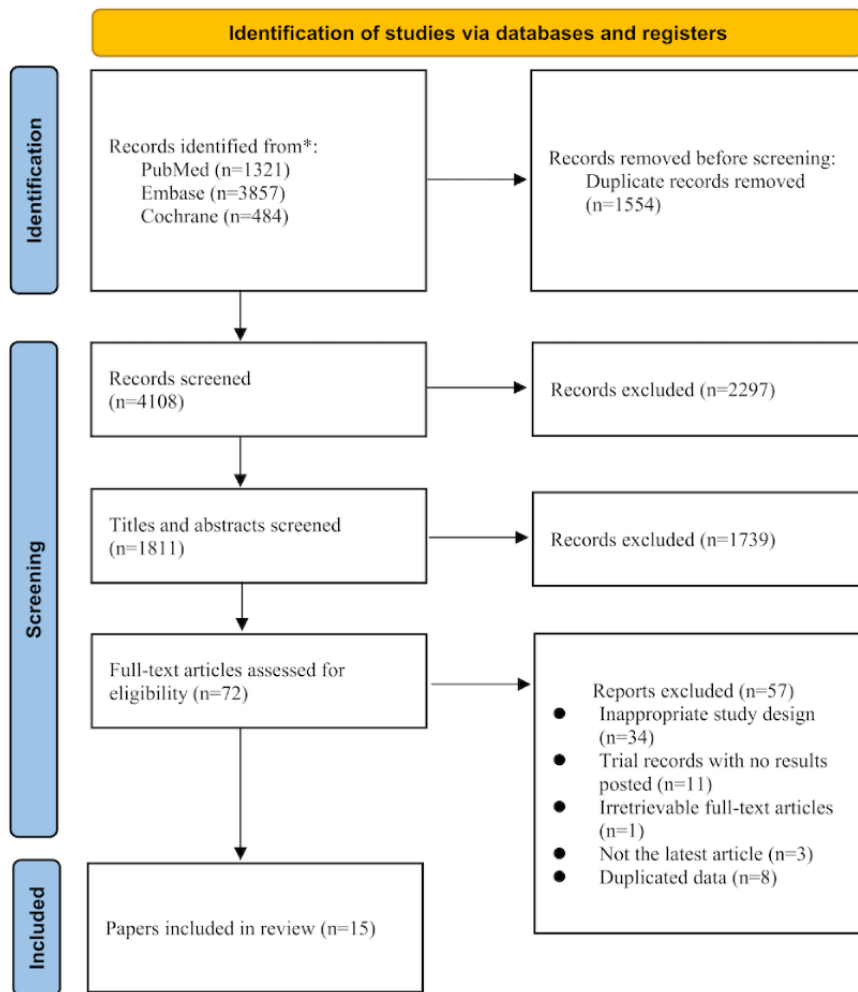 Identification of studies via databases and registers
Identification
Records identified from*:
PubMed (n=1321)
Embase (n=3857)
Cochrane (n=484)
Records removed before screening:
Duplicate records removed
(n=1554)
Screening
Records screened
(n=4108)
Records excluded (n=2297)
Titles and abstracts screened
(n=1811)
Records excluded (n=1739)
Full-text articles assessed for
eligibility (n=72)
Reports excluded (n=57)
● Inappropriate study design
(n=34)
● Trial records with no results
posted (n=11)
● Irretrievable full-text articles
(n=1)
● Not the latest article (n=3)
● Duplicated data (n=8)
Included
Papers included in review (n=15)